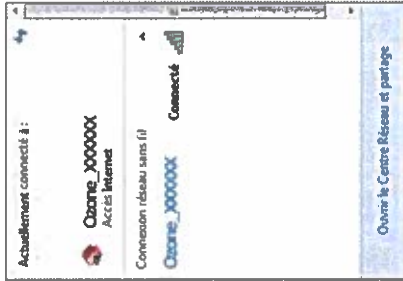 Actuellement connecté à :
Ozone_XXXXXX
Accès Internet
Connexion réseau sans fil
Ozone_XXXXXX Connecté
Ouvrir le Centre Réseau et partage